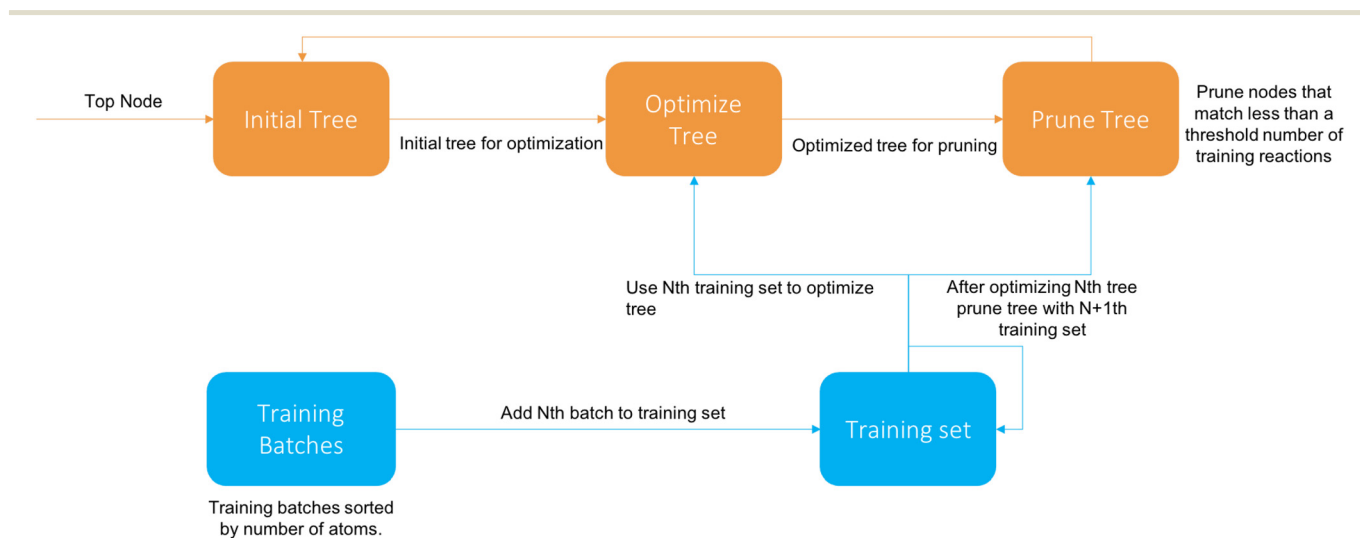 Top Node
Initial Tree
Initial tree for optimization
Optimize
Tree
Optimized tree for pruning
Prune Tree
Prune nodes that
match less than a
threshold number of
training reactions
Use Nth training set to optimize
tree
After optimizing Nth tree
prune tree with N+1th
training set
Training
Batches
Add Nth batch to training set
Training set
Training batches sorted
by number of atoms.